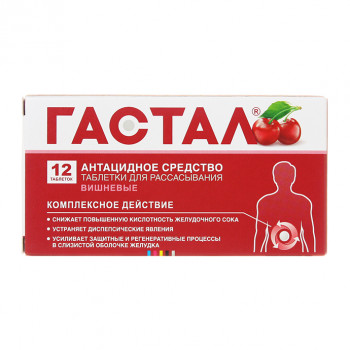 ГАСТАЛ®
12
ТАБЛЕТОК
АНТАЦИДНОЕ СРЕДСТВО
ТАБЛЕТКИ ДЛЯ РАССАСЫВАНИЯ
ВИШНЕВЫЕ
КОМПЛЕКСНОЕ ДЕЙСТВИЕ
• СНИЖАЕТ ПОВЫШЕННУЮ КИСЛОТНОСТЬ ЖЕЛУДОЧНОГО СОКА
• УСТРАНЯЕТ ДИСПЕПСИЧЕСКИЕ ЯВЛЕНИЯ
• УСИЛИВАЕТ ЗАЩИТНЫЕ И РЕГЕНЕРАТИВНЫЕ ПРОЦЕССЫ
В СЛИЗИСТОЙ ОБОЛОЧКЕ ЖЕЛУДКА